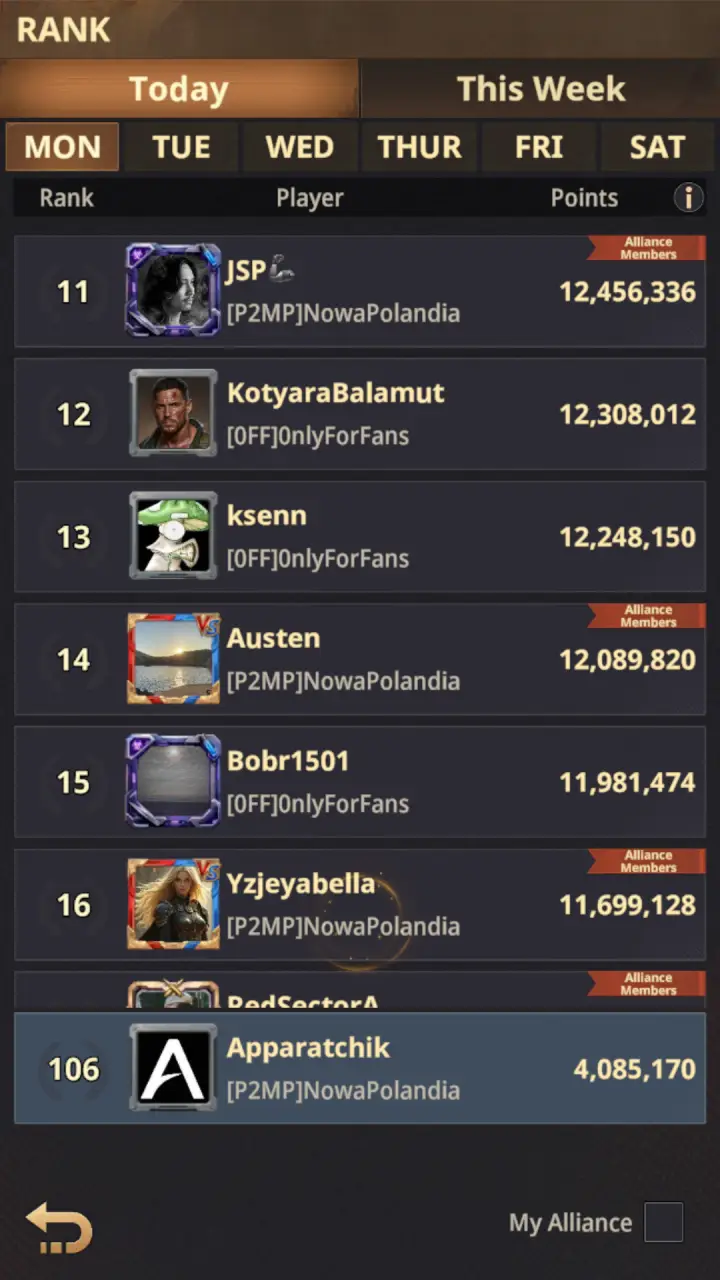 RANK
Today
This Week
MON
TUE
WED
THUR
FRI
SAT
Rank
Player
Points
Alliance
Members
11
JSP💪
[P2MP]NowaPolandia
12,456,336
12
KotyaraBalamut
[0FF]0nlyForFans
12,308,012
13
ksenn
[0FF]0nlyForFans
12,248,150
Alliance
Members
14
VS
Austen
[P2MP]NowaPolandia
12,089,820
15
Bobr1501
[0FF]0nlyForFans
11,981,474
Alliance
Members
16
VS
Yzjeyabella
[P2MP]NowaPolandia
11,699,128
Alliance
Members
RedSectorA
106
A
Apparatchik
[P2MP]NowaPolandia
4,085,170
My Alliance